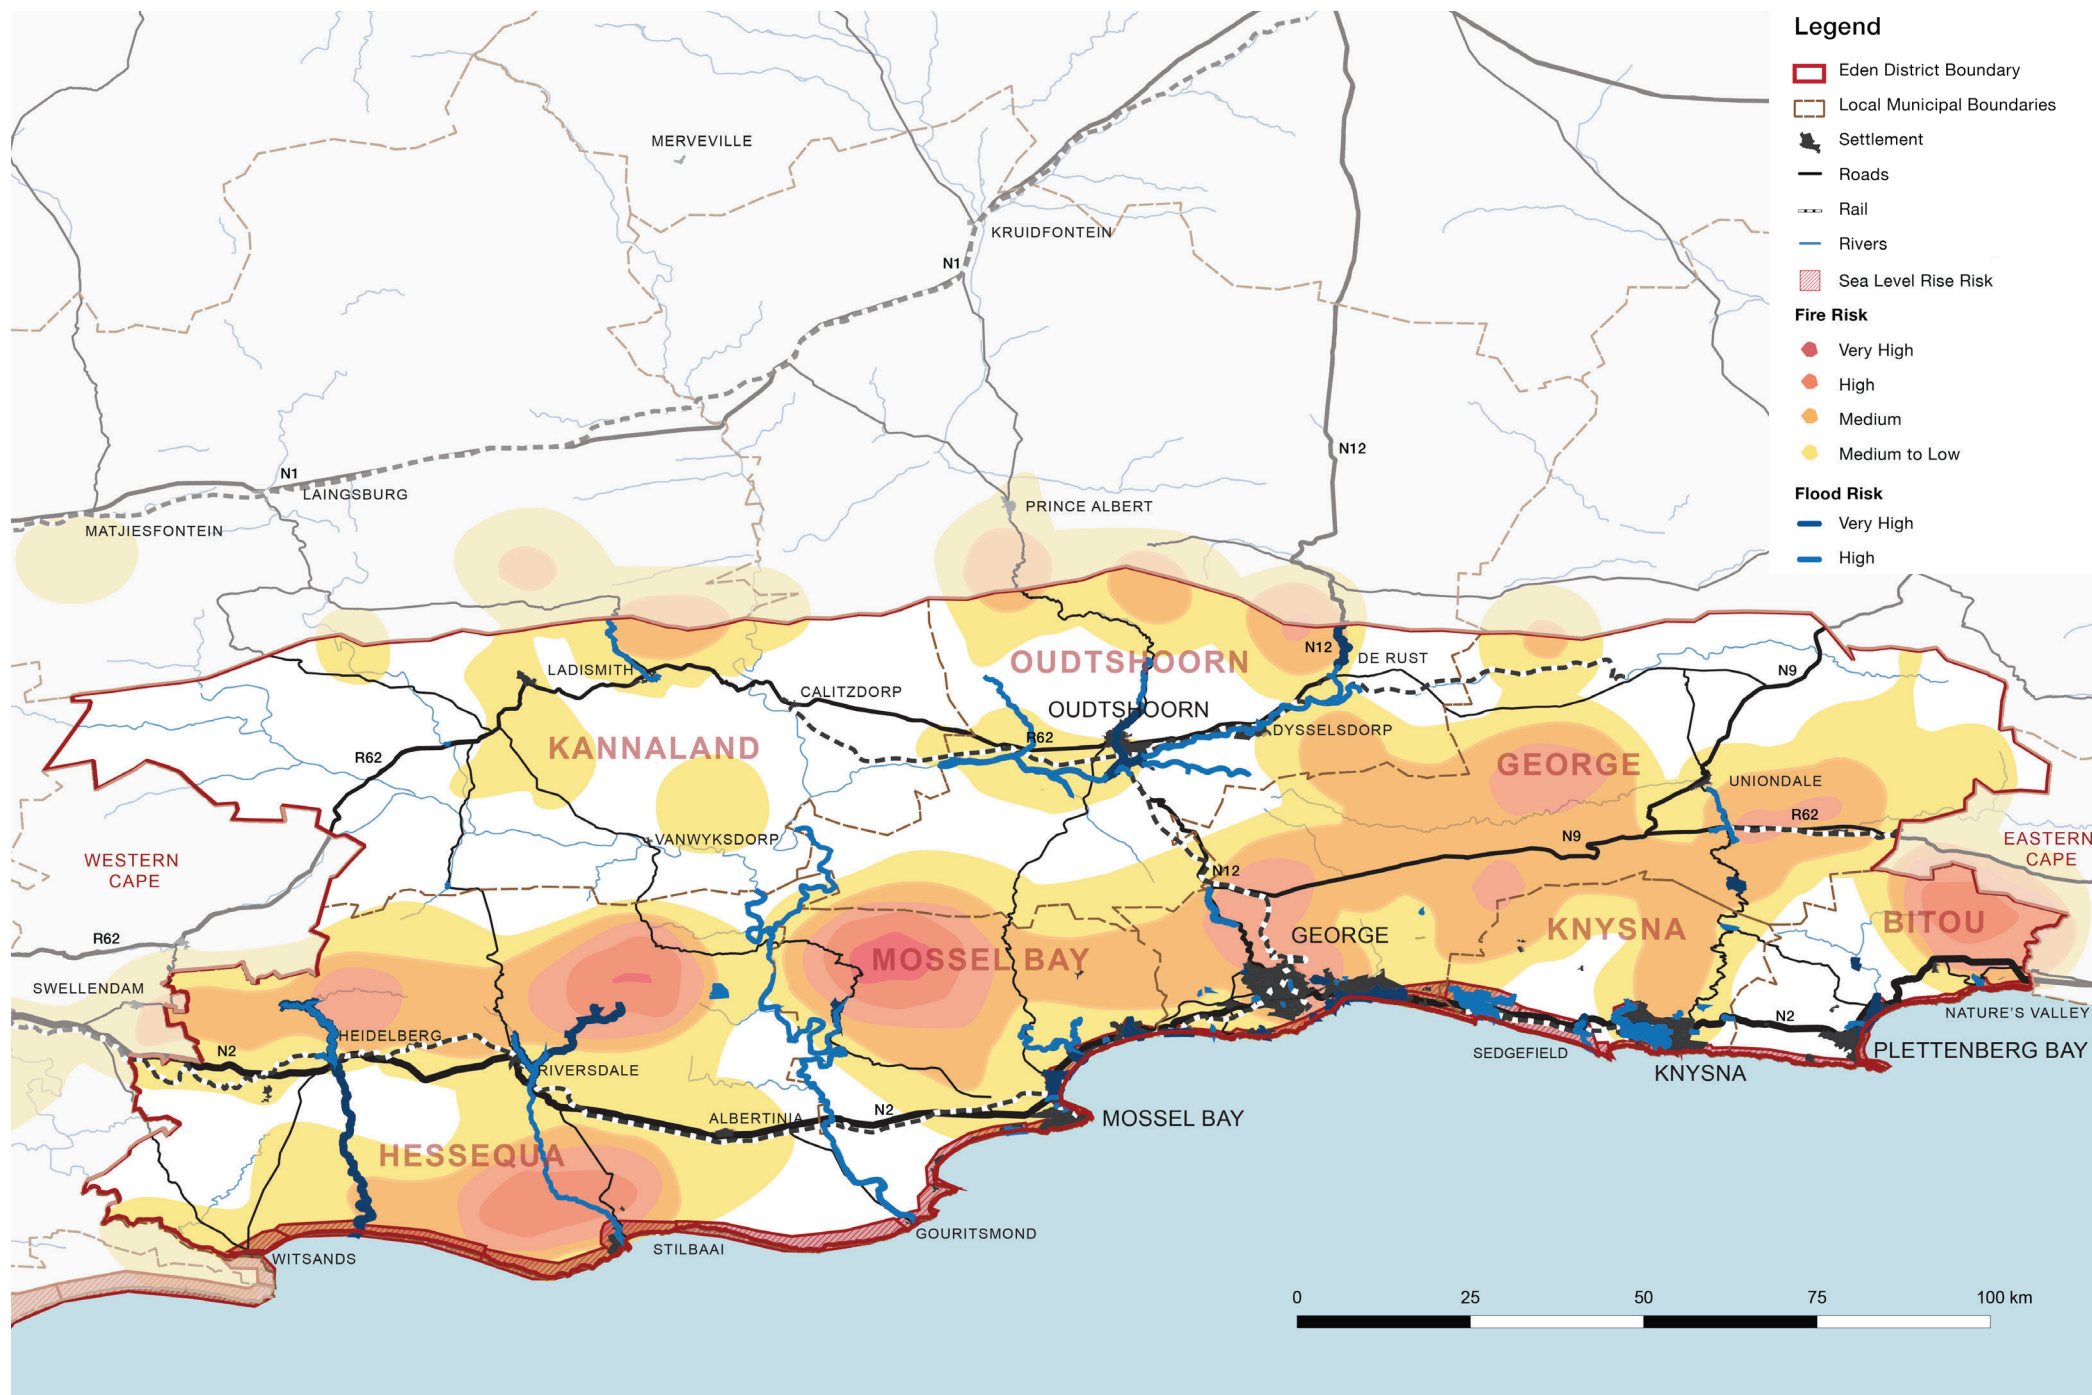 Legend
Eden District Boundary
Local Municipal Boundaries
Settlement
Roads
Rail
Rivers
Sea Level Rise Risk
Fire Risk
Very High
High
Medium
Medium to Low
Flood Risk
Very High
High
MERVEVILLE
KRUIDFONTEIN
N1
N12
N1
LAINGSBURG
PRINCE ALBERT
MATJIESFONTEIN
N12
DE RUST
OUDTSHOORN
LADISMITH
N9
CALITZDORP
OUDTSHOORN
DYSSELSDORP
R62
KANNALAND
R62
GEORGE
UNIONDALE
R62
N9
VANWYKSDORP
EASTERN
CAPE
WESTERN
CAPE
N12
BITOU
KNYSNA
GEORGE
R62
MOSSEL BAY
SWELLENDAM
NATURE'S VALLEY
N2
HEIDELBERG
N2
PLETTENBERG BAY
SEDGEFIELD
RIVERSDALE
KNYSNA
N2
ALBERTINIA
MOSSEL BAY
HESSEQUA
GOURITSMOND
STILBAAI
WITSANDS
0
25
50
75
100 km